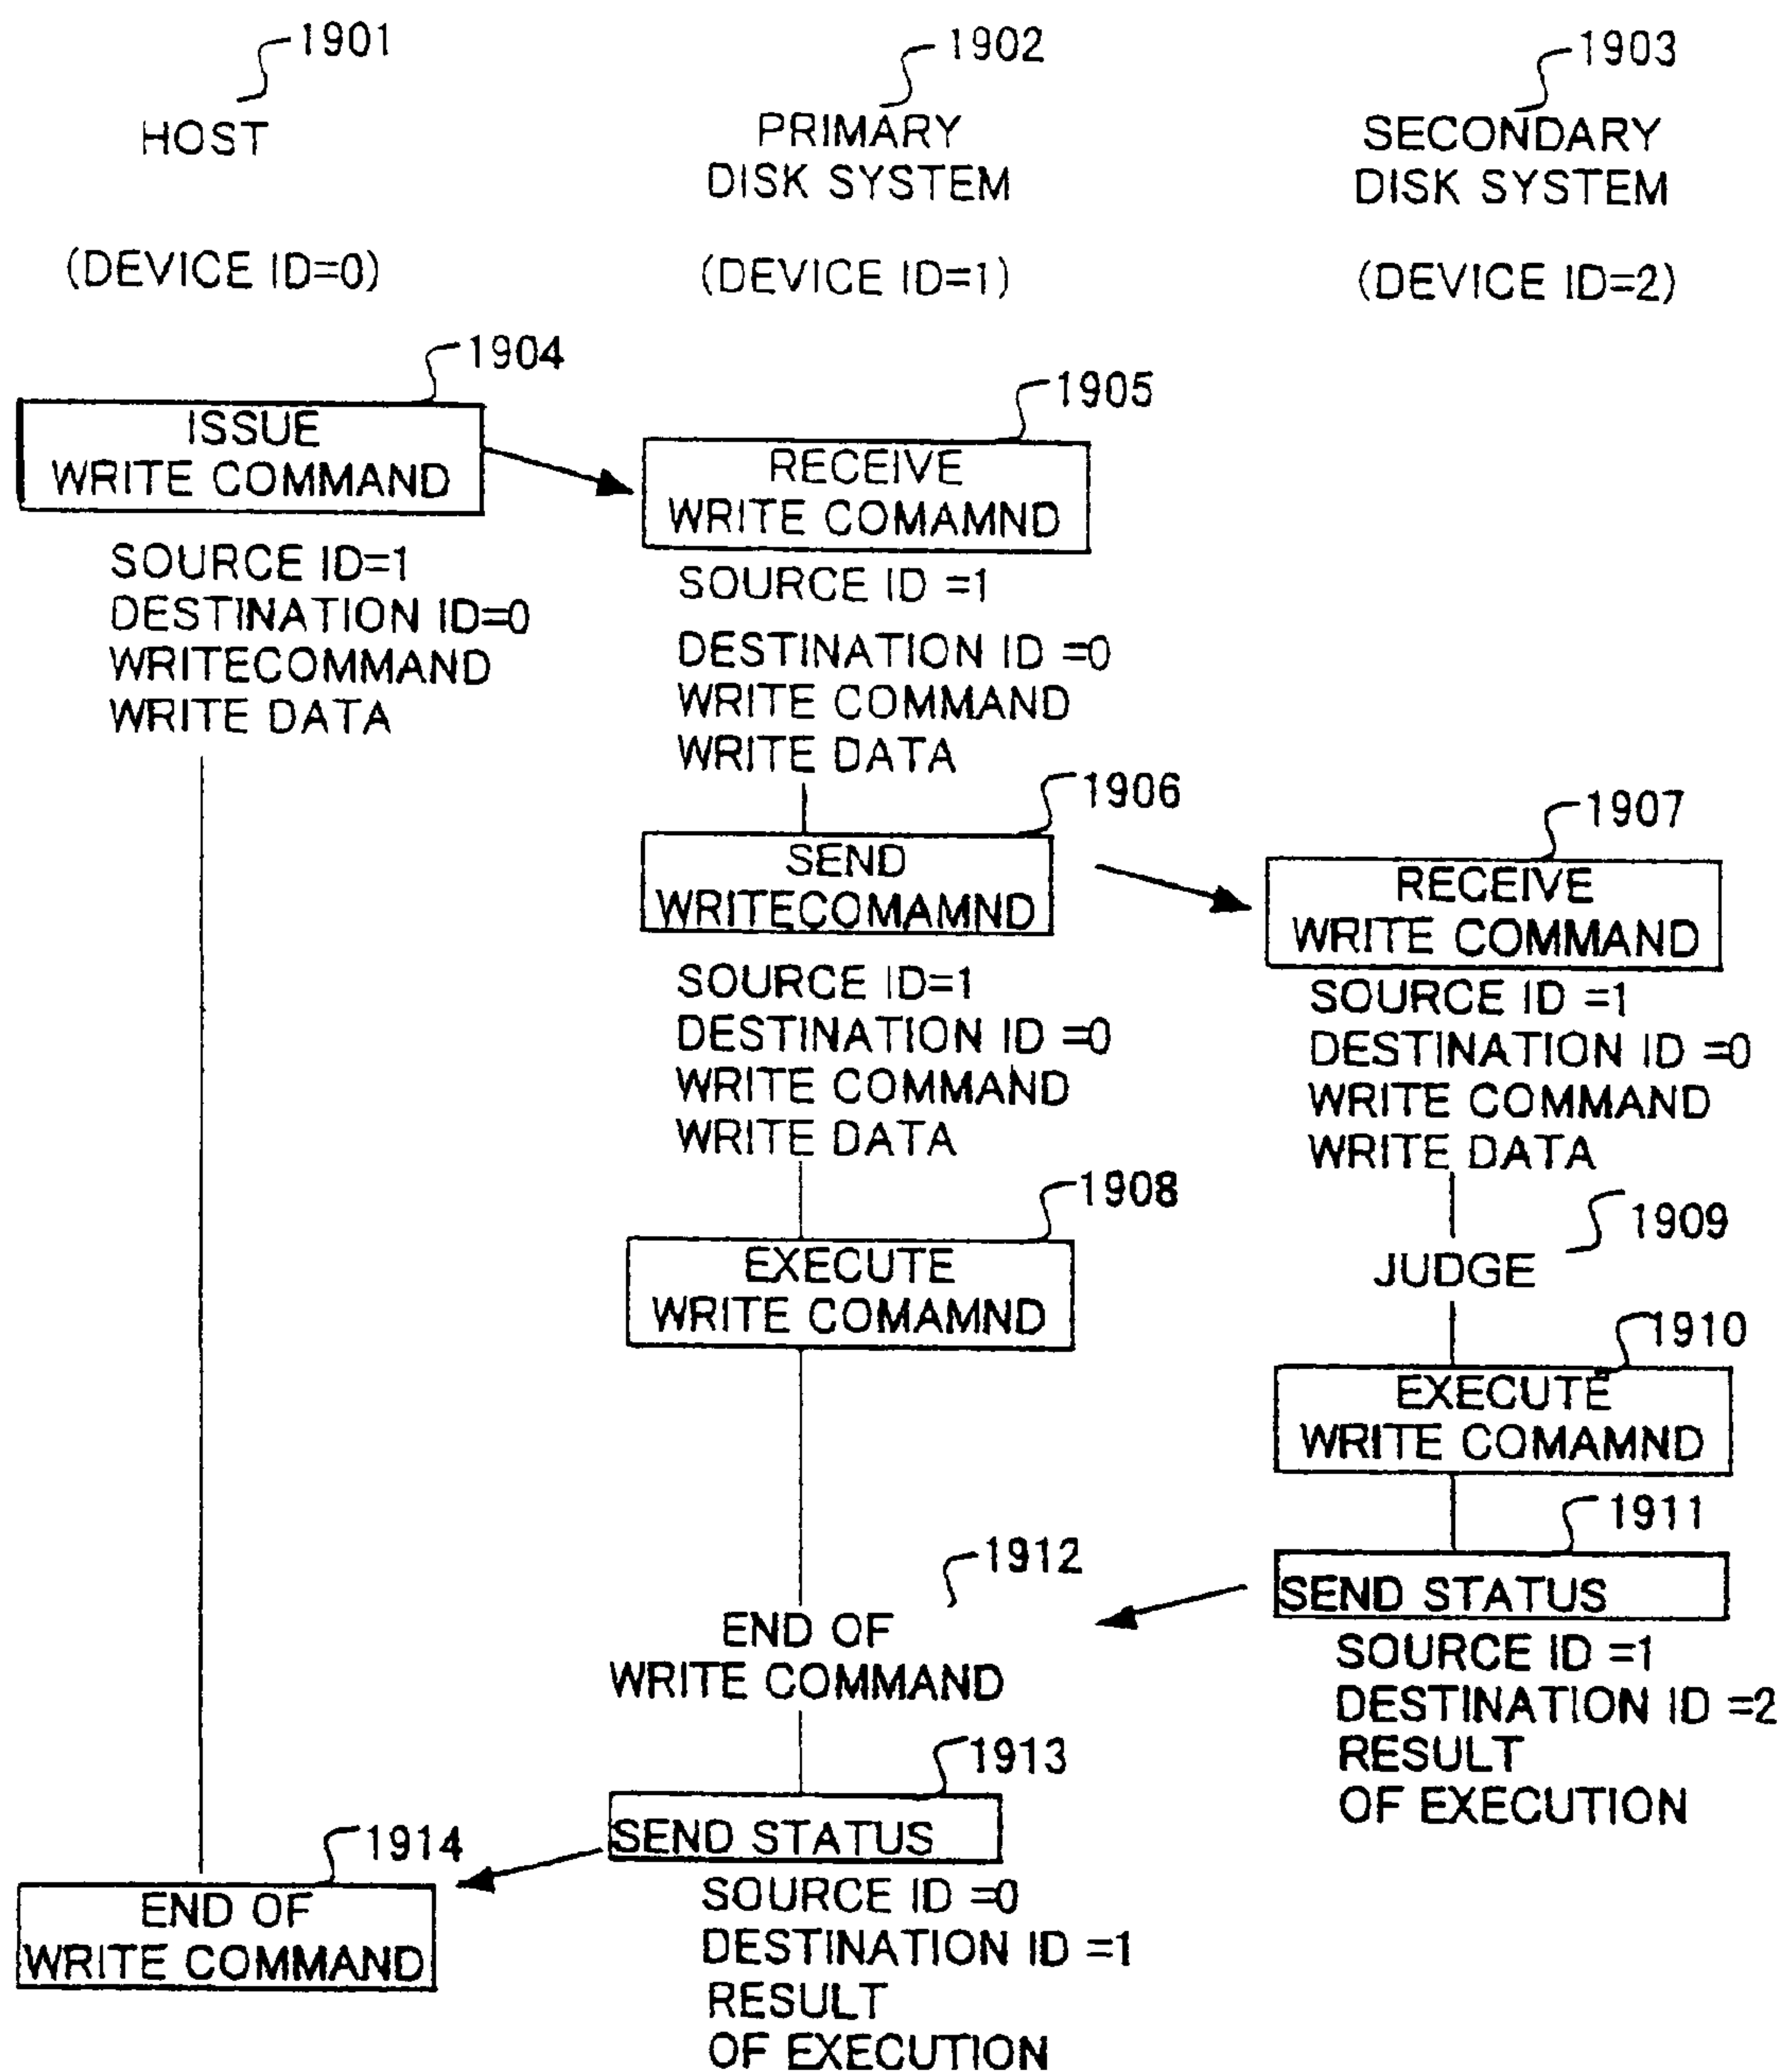 1901
HOST
(DEVICE ID=0)
1902
PRIMARY
DISK SYSTEM
(DEVICE ID=1)
1903
SECONDARY
DISK SYSTEM
(DEVICE ID=2)
1904
ISSUE
WRITE COMMAND
SOURCE ID=1
DESTINATION ID=0
WRITECOMMAND
WRITE DATA
1905
RECEIVE
WRITE COMAMND
SOURCE ID =1
DESTINATION ID =0
WRITE COMMAND
WRITE DATA
1906
SEND
WRITECOMAMND
SOURCE ID=1
DESTINATION ID =0
WRITE COMMAND
WRITE DATA
1907
RECEIVE
WRITE COMMAND
SOURCE ID =1
DESTINATION ID =0
WRITE COMMAND
WRITE DATA
1908
EXECUTE
WRITE COMAMND
1909
JUDGE
1910
EXECUTE
WRITE COMAMND
1911
SEND STATUS
SOURCE ID =1
DESTINATION ID =2
RESULT
OF EXECUTION
1912
END OF
WRITE COMMAND
1913
SEND STATUS
SOURCE ID =0
DESTINATION ID =1
RESULT
OF EXECUTION
1914
END OF
WRITE COMMAND